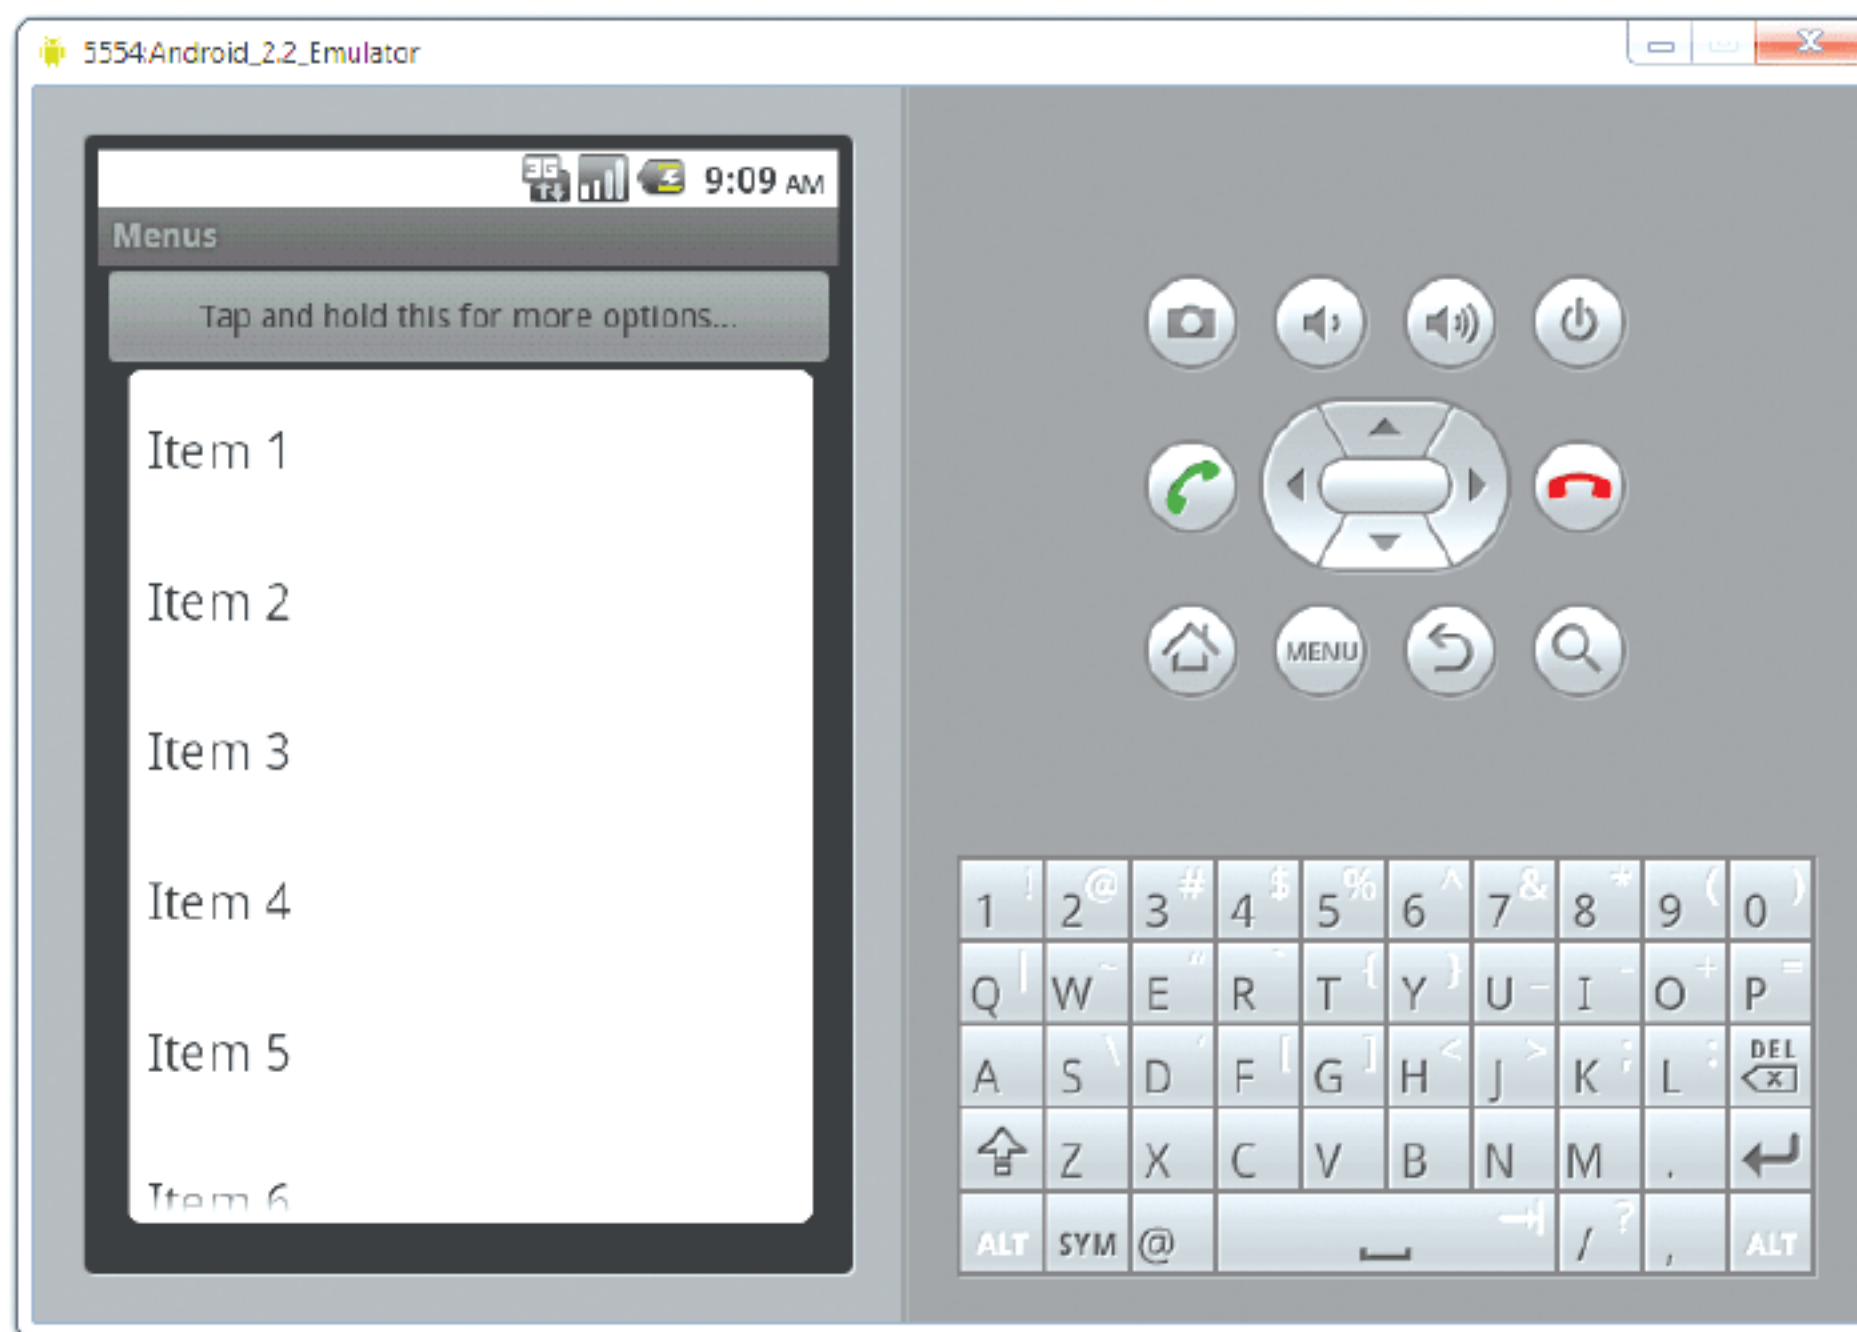 5554:Android_2.2_Emulator
3G 9:09 AM
Menus
Tap and hold this for more options...
Item 1
Item 2
Item 3
Item 4
Item 5
Item 6
MENU
1 ! 2 @ 3 # 4 $ 5 % 6 ^ 7 & 8 * 9 ( 0 )
Q | W ~ E " R ` T { Y } U _ I - O + P =
A S \ D ' F [ G ] H < J > K ; L : DEL
Z X C V B N M .
ALT SYM @ / ? , ALT